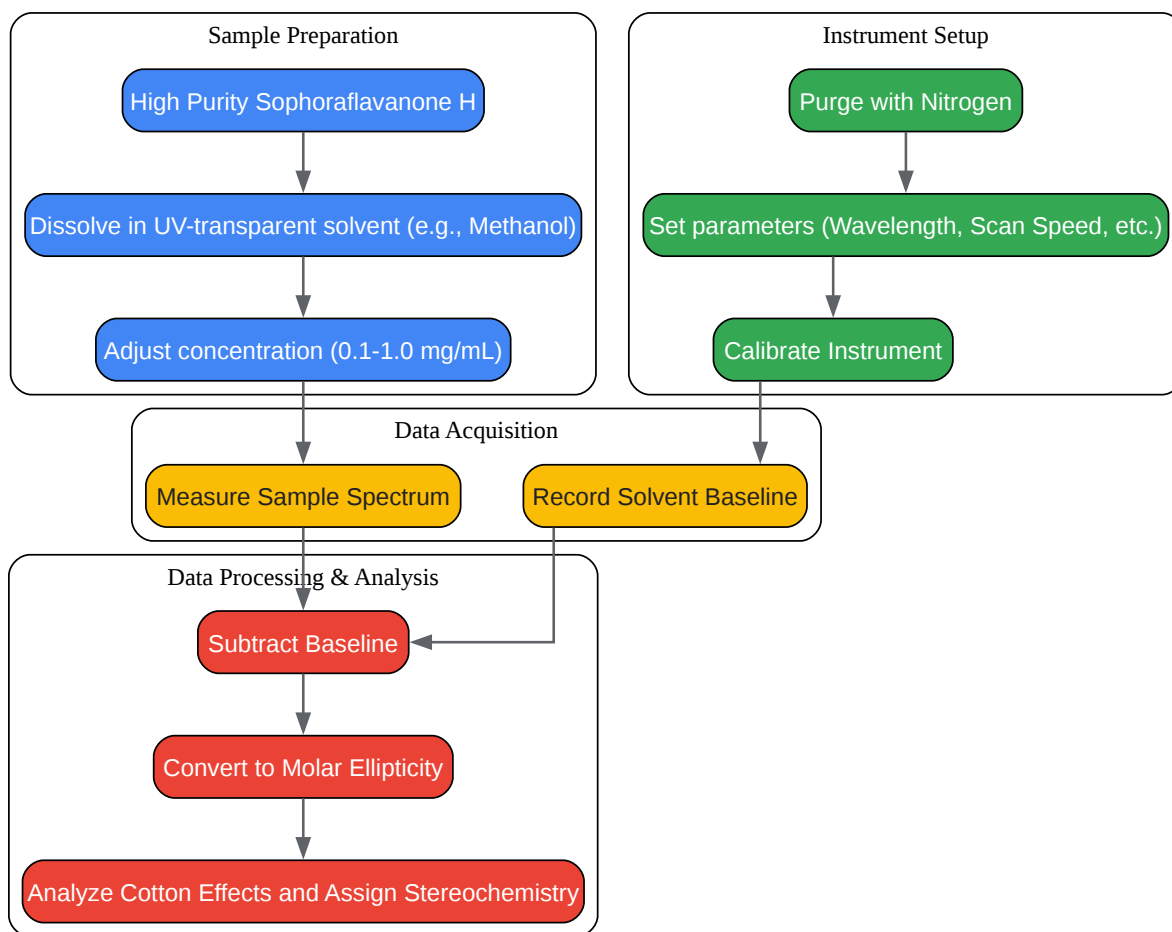 Sample Preparation
High Purity Sophoraflavanone H
Dissolve in UV-transparent solvent (e.g., Methanol)
Adjust concentration (0.1-1.0 mg/mL)
Instrument Setup
Purge with Nitrogen
Set parameters (Wavelength, Scan Speed, etc.)
Calibrate Instrument
Data Acquisition
Measure Sample Spectrum
Record Solvent Baseline
Data Processing & Analysis
Subtract Baseline
Convert to Molar Ellipticity
Analyze Cotton Effects and Assign Stereochemistry